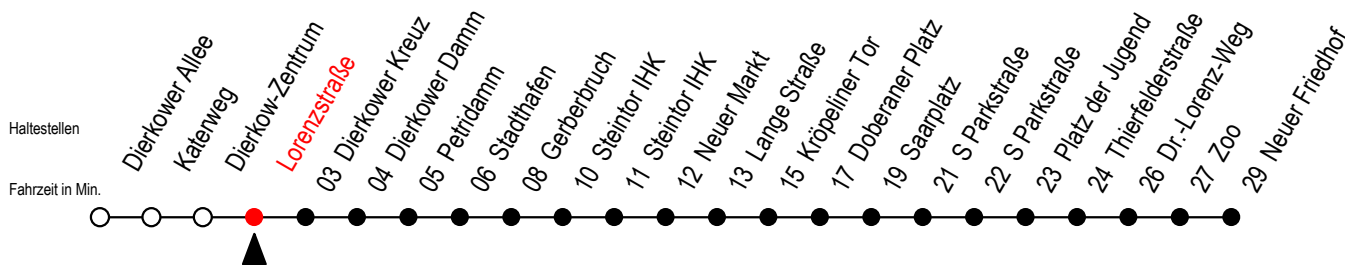 Haltestellen
Fahrzeit in Min.
Dierkower Allee
Katerweg
Dierkow-Zentrum
Lorenzstraße
03 Dierkower Kreuz
04 Dierkower Damm
05 Petridamm
06 Stadthafen
08 Gerberbruch
10 Steintor IHK
11 Steintor IHK
12 Neuer Markt
13 Lange Straße
15 Kröpeliner Tor
17 Doberaner Platz
19 Saarplatz
21 S Parkstraße
22 S Parkstraße
23 Platz der Jugend
24 Thierfelderstraße
26 Dr.-Lorenz-Weg
27 Zoo
29 Neuer Friedhof